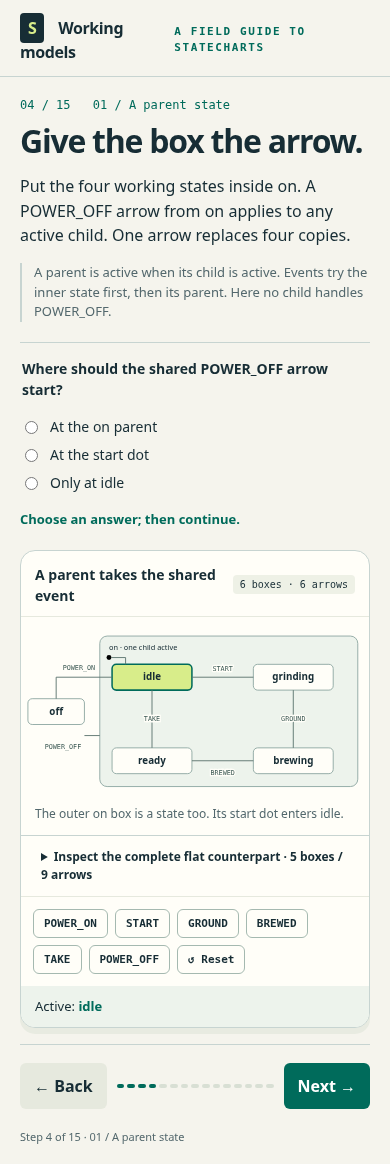 S Working models
A FIELD GUIDE TO
STATECHARTS
04 / 15 01 / A parent state
Give the box the arrow.
Put the four working states inside on. A
POWER_OFF arrow from on applies to any
active child. One arrow replaces four copies.
A parent is active when its child is active. Events try the
inner state first, then its parent. Here no child handles
POWER_OFF.
Where should the shared POWER_OFF arrow
start?
At the on parent
At the start dot
Only at idle
Choose an answer; then continue.
A parent takes the shared
event
6 boxes · 6 arrows
on · one child active
POWER_ON
idle
START
grinding
off
TAKE
GROUND
POWER_OFF
ready
BREWED
brewing
The outer on box is a state too. Its start dot enters idle.
▶ Inspect the complete flat counterpart · 5 boxes /
9 arrows
POWER_ON START GROUND BREWED
TAKE POWER_OFF ↺ Reset
Active: idle
← Back
Next →
Step 4 of 15 · 01 / A parent state